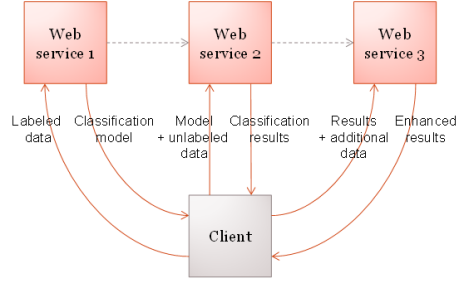 Web
service 1
Web
service 2
Web
service 3
Labeled
data
Classification
model
Model
+ unlabeled
data
Classification
results
Results
+ additional
data
Enhanced
results
Client